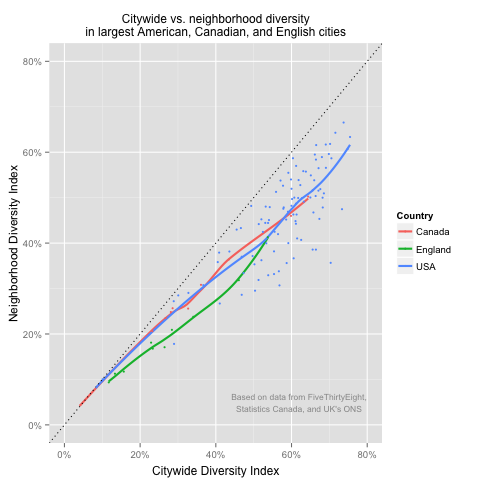 Citywide vs. neighborhood diversity
in largest American, Canadian, and English cities
80%
60%
40%
20%
0%
Neighborhood Diversity Index
0%
20%
40%
60%
80%
Citywide Diversity Index
Based on data from FiveThirtyEight,
Statistics Canada, and UK's ONS
Country
Canada
England
USA